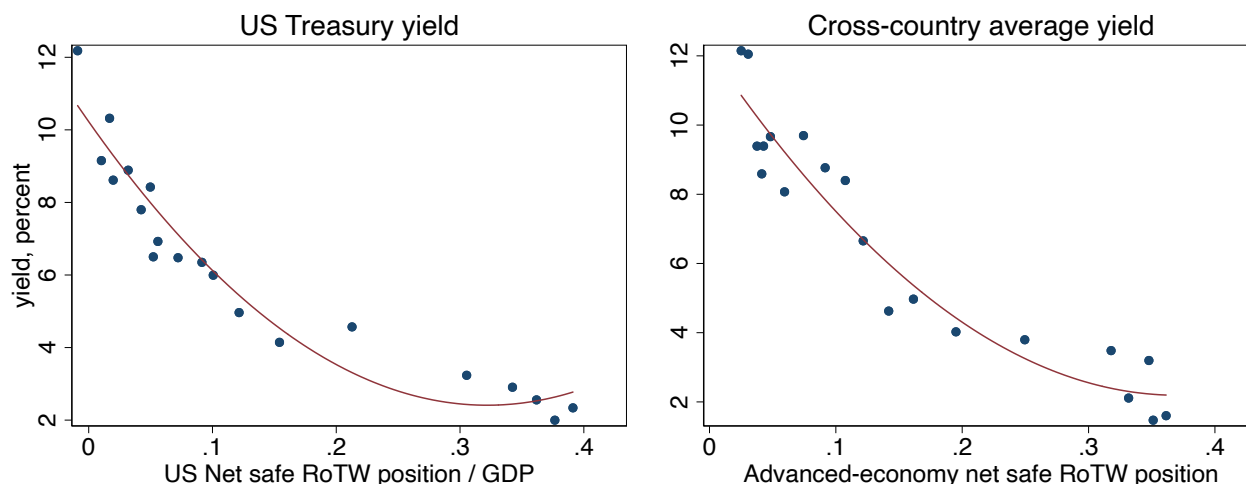 US Treasury yield
yield, percent
12
10
8
6
4
2
0 .1 .2 .3 .4
US Net safe RoTW position / GDP
Cross-country average yield
12
10
8
6
4
2
0 .1 .2 .3 .4
Advanced-economy net safe RoTW position